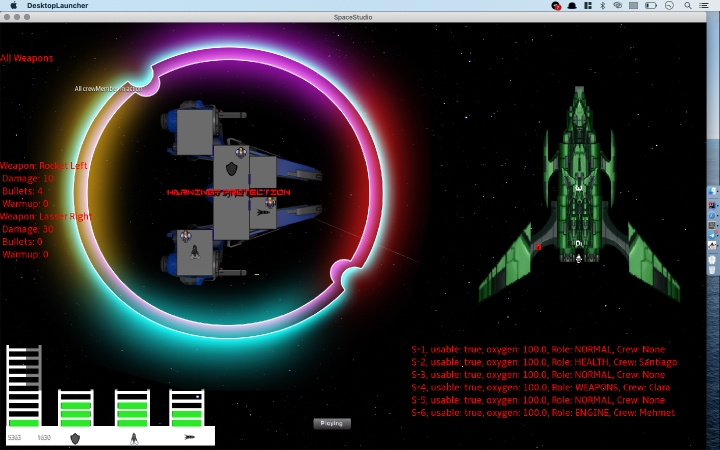 DesktopLauncher
SpaceStudio
All Weapons
All crewMember in action
Weapon: Rocket Left
Damage: 10
Bullets: 4
Warmup: 0
Weapon: Lasser Right
Damage: 30
Bullets: 0
Warmup: 0
S-1, usable: true, oxygen: 100.0, Role: NORMAL, Crew: None
S-2, usable: true, oxygen: 100.0, Role: HEALTH, Crew: Santiago
S-3, usable: true, oxygen: 100.0, Role: NORMAL, Crew: None
S-4, usable: true, oxygen: 100.0, Role: WEAPONS, Crew: Clara
S-5, usable: true, oxygen: 100.0, Role: NORMAL, Crew: None
S-6, usable: true, oxygen: 100.0, Role: ENGINE, Crew: Mehmet
Playing
1630